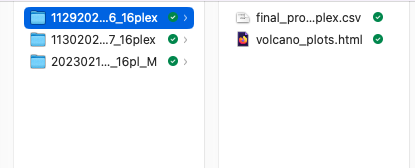 1129202...6_16plex
1130202...7_16plex
2023021..._16pl_M
final_pro...plex.csv
volcano_plots.html